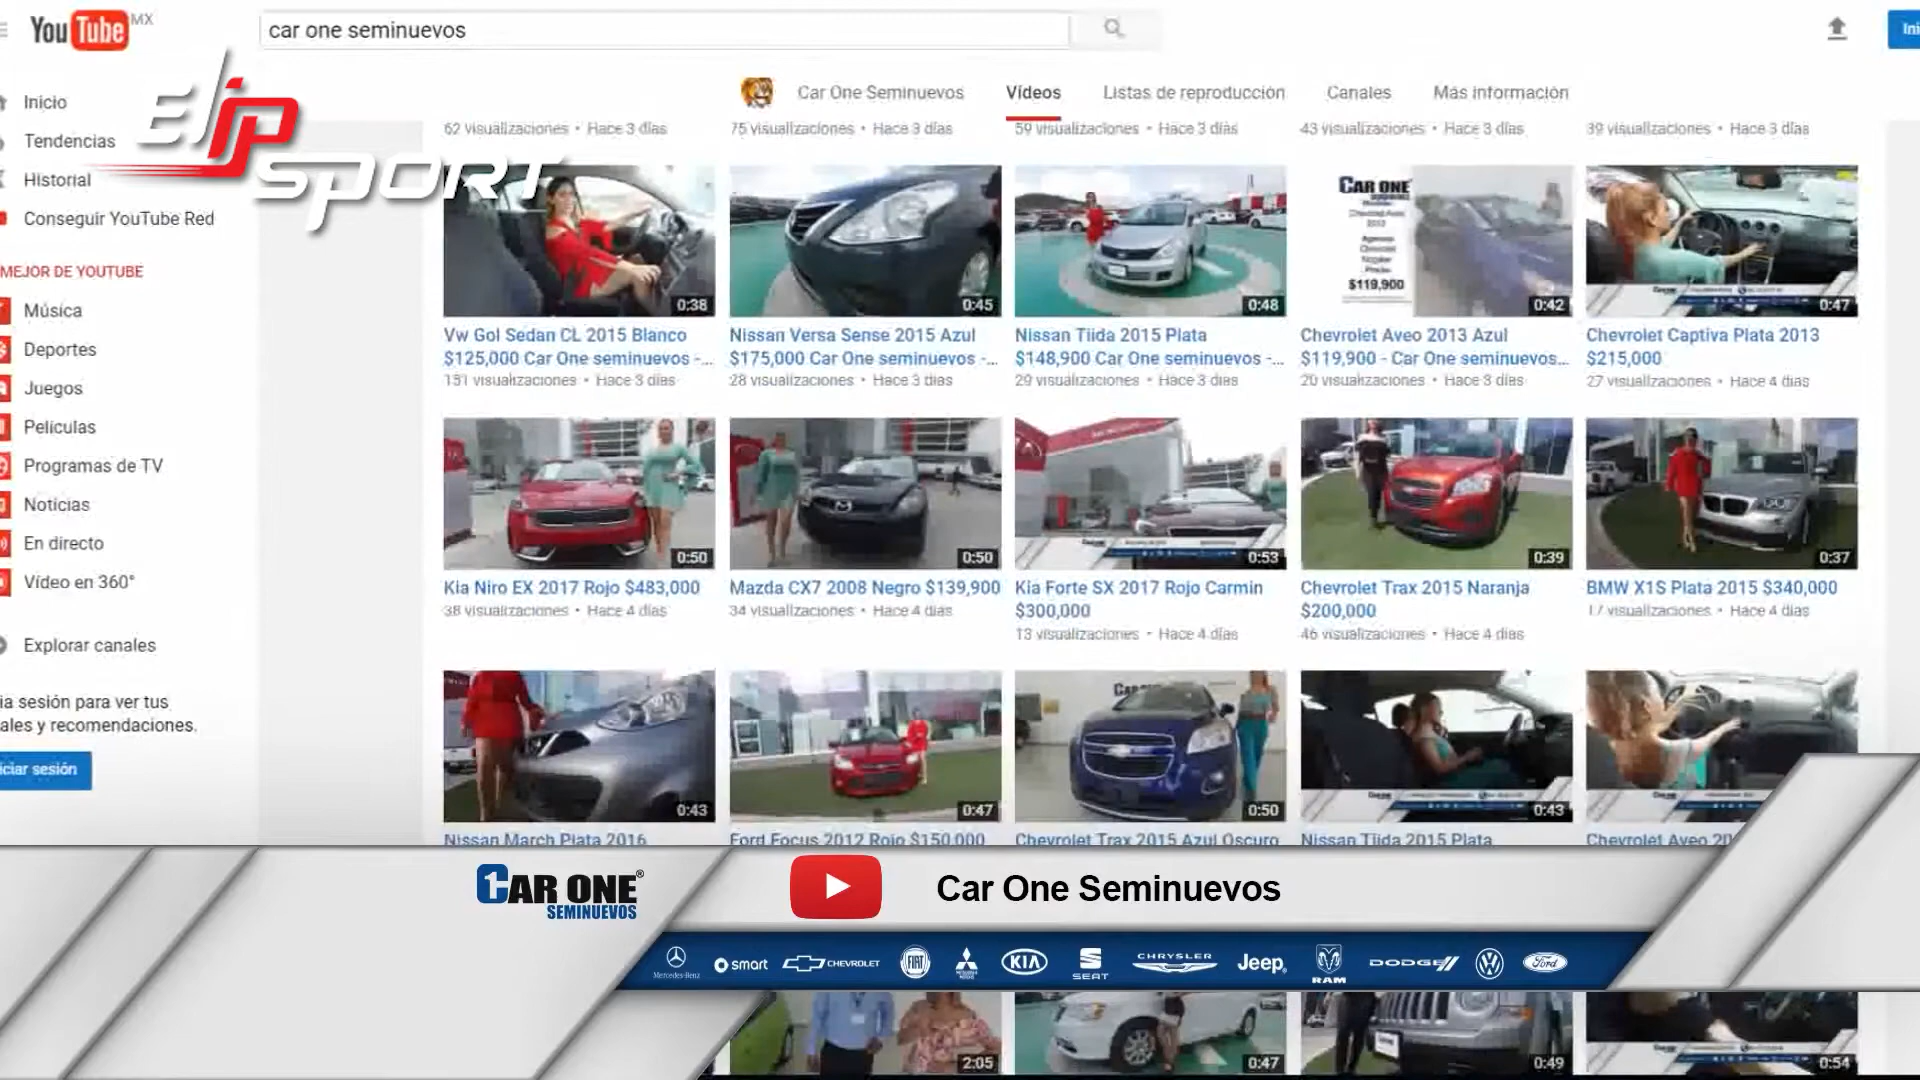 YouTube MX
car one seminuevos
Elip Sport
Car One Seminuevos
Vídeos
Listas de reproducción
Canales
Más información
Inicio
Tendencias
Historial
Conseguir YouTube Red
MEJOR DE YOUTUBE
Música
Deportes
Juegos
Películas
Programas de TV
Noticias
En directo
Vídeo en 360°
Explorar canales
ia sesión para ver tus
ales y recomendaciones.
ciar sesión
62 visualizaciones • Hace 3 días
75 visualizaciones • Hace 3 días
59 visualizaciones • Hace 3 días
43 visualizaciones • Hace 3 días
39 visualizaciones • Hace 3 días
0:38
0:45
0:48
CAR ONE
$119,900
0:42
0:47
Vw Gol Sedan CL 2015 Blanco
$125,000 Car One seminuevos -...
151 visualizaciones • Hace 3 días
Nissan Versa Sense 2015 Azul
$175,000 Car One seminuevos -...
28 visualizaciones • Hace 3 días
Nissan Tiida 2015 Plata
$148,900 Car One seminuevos -...
29 visualizaciones • Hace 3 días
Chevrolet Aveo 2013 Azul
$119,900 - Car One seminuevos...
20 visualizaciones • Hace 3 días
Chevrolet Captiva Plata 2013
$215,000
27 visualizaciones • Hace 4 días
0:50
0:50
0:53
0:39
0:37
Kia Niro EX 2017 Rojo $483,000
38 visualizaciones • Hace 4 días
Mazda CX7 2008 Negro $139,900
34 visualizaciones • Hace 4 días
Kia Forte SX 2017 Rojo Carmin
$300,000
13 visualizaciones • Hace 4 días
Chevrolet Trax 2015 Naranja
$200,000
46 visualizaciones • Hace 4 días
BMW X1S Plata 2015 $340,000
17 visualizaciones • Hace 4 días
0:43
0:47
0:50
0:43
Nissan March Plata 2016
Ford Focus 2012 Rojo $150,000
Chevrolet Trax 2015 Azul Oscuro
Nissan Tiida 2015 Plata
Chevrolet Aveo 20
CAR ONE®
SEMINUEVOS
Car One Seminuevos
Mercedes-Benz
smart
CHEVROLET
FIAT
MITSUBISHI MOTORS
KIA
SEAT
CHRYSLER
Jeep
RAM
DODGE
Ford
2:05
0:47
0:49
0:54